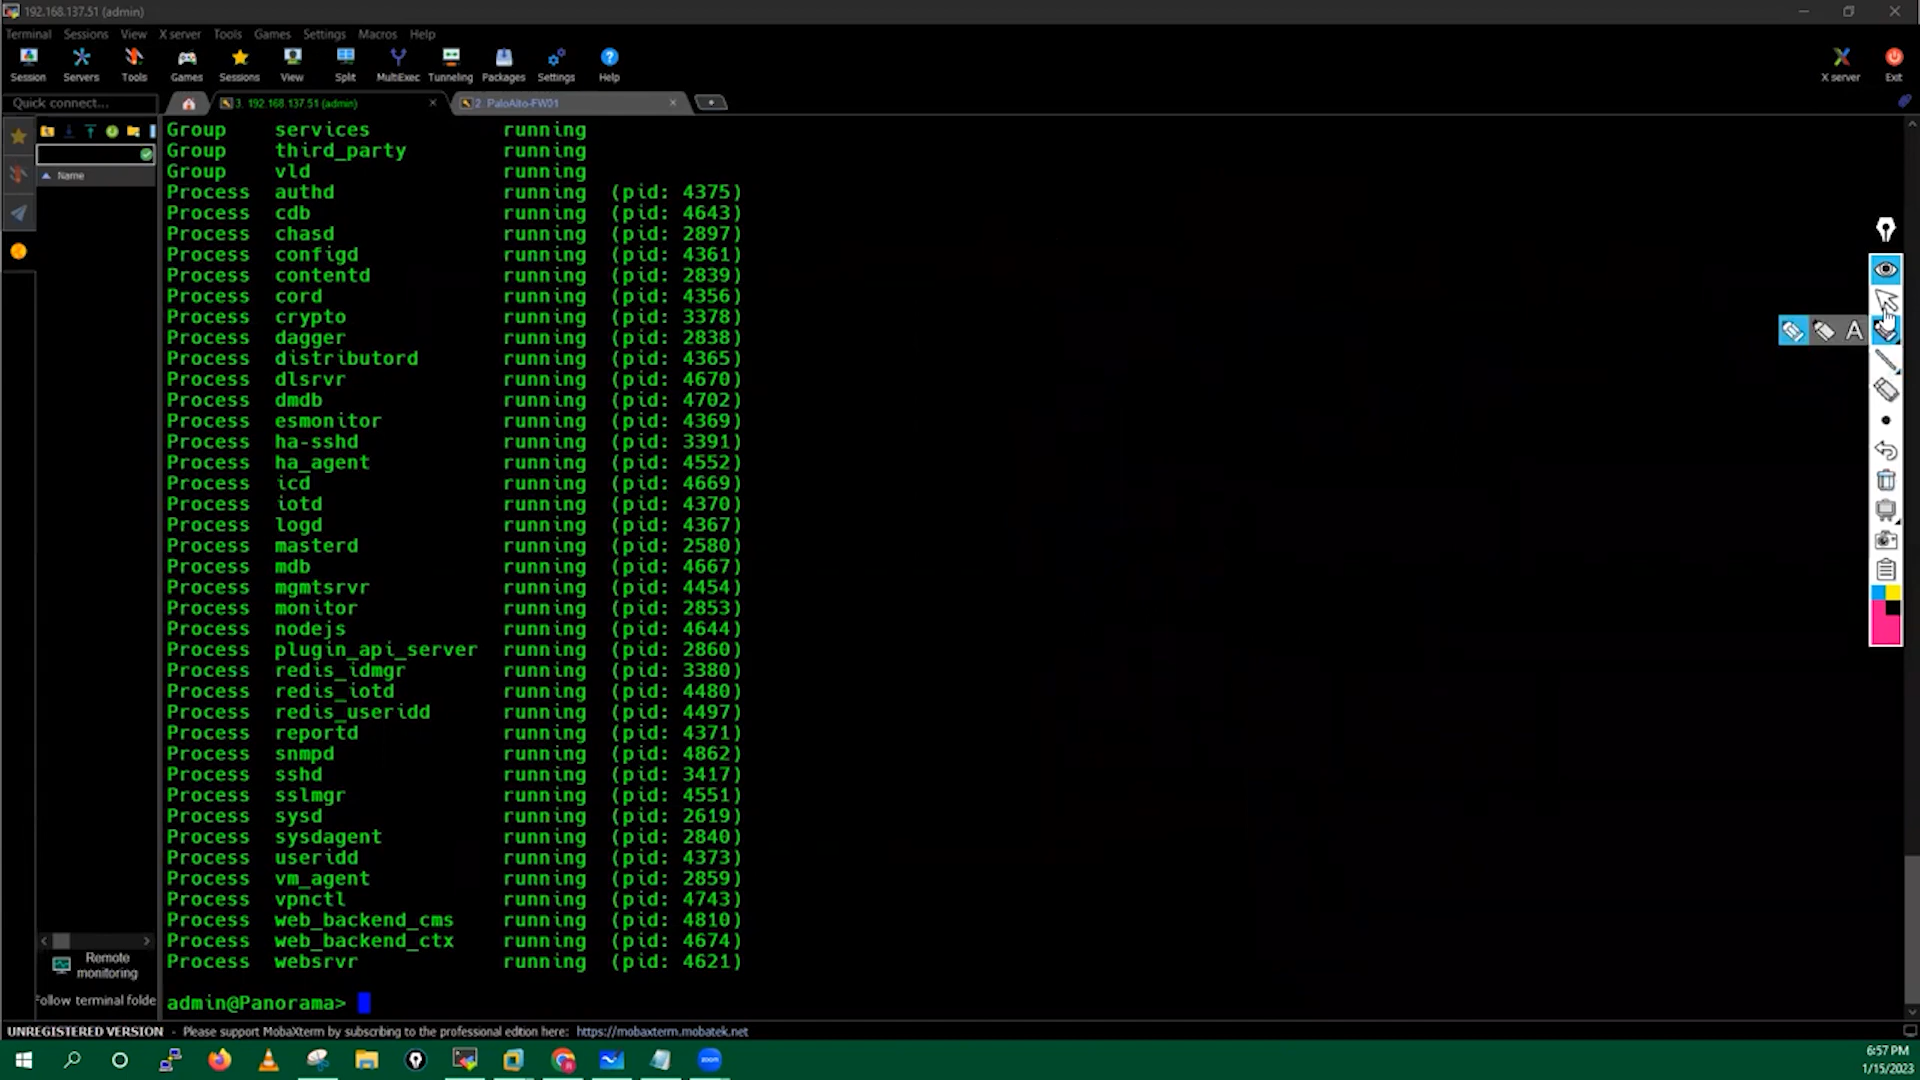 192.168.137.51 (admin)
Terminal Sessions View X server Tools Games Settings Macros Help
Session Servers Tools Games Sessions View Split MultiExec Tunneling Packages Settings Help X server Exit
Quick connect... 3. 192.168.137.51 (admin) 2. PaloAlto-FW01
Name
Group services running
Group third_party running
Group vld running
Process authd running (pid: 4375)
Process cdb running (pid: 4643)
Process chasd running (pid: 2897)
Process configd running (pid: 4361)
Process contentd running (pid: 2839)
Process cord running (pid: 4356)
Process crypto running (pid: 3378)
Process dagger running (pid: 2838)
Process distributord running (pid: 4365)
Process dlsrvr running (pid: 4670)
Process dmdb running (pid: 4702)
Process esmonitor running (pid: 4369)
Process ha-sshd running (pid: 3391)
Process ha_agent running (pid: 4552)
Process icd running (pid: 4669)
Process iotd running (pid: 4370)
Process logd running (pid: 4367)
Process masterd running (pid: 2580)
Process mdb running (pid: 4667)
Process mgmtsrvr running (pid: 4454)
Process monitor running (pid: 2853)
Process nodejs running (pid: 4644)
Process plugin_api_server running (pid: 2860)
Process redis_idmgr running (pid: 3380)
Process redis_iotd running (pid: 4480)
Process redis_useridd running (pid: 4497)
Process reportd running (pid: 4371)
Process snmpd running (pid: 4862)
Process sshd running (pid: 3417)
Process sslmgr running (pid: 4551)
Process sysd running (pid: 2619)
Process sysdagent running (pid: 2840)
Process useridd running (pid: 4373)
Process vm_agent running (pid: 2859)
Process vpnctl running (pid: 4743)
Process web_backend_cms running (pid: 4810)
Process web_backend_ctx running (pid: 4674)
Process websrvr running (pid: 4621)
admin@Panorama>
A
Remote
monitoring
Follow terminal folde
UNREGISTERED VERSION - Please support MobaXterm by subscribing to the professional edition here: https://mobaxterm.mobatek.net
zoom
6:57 PM
1/15/2023